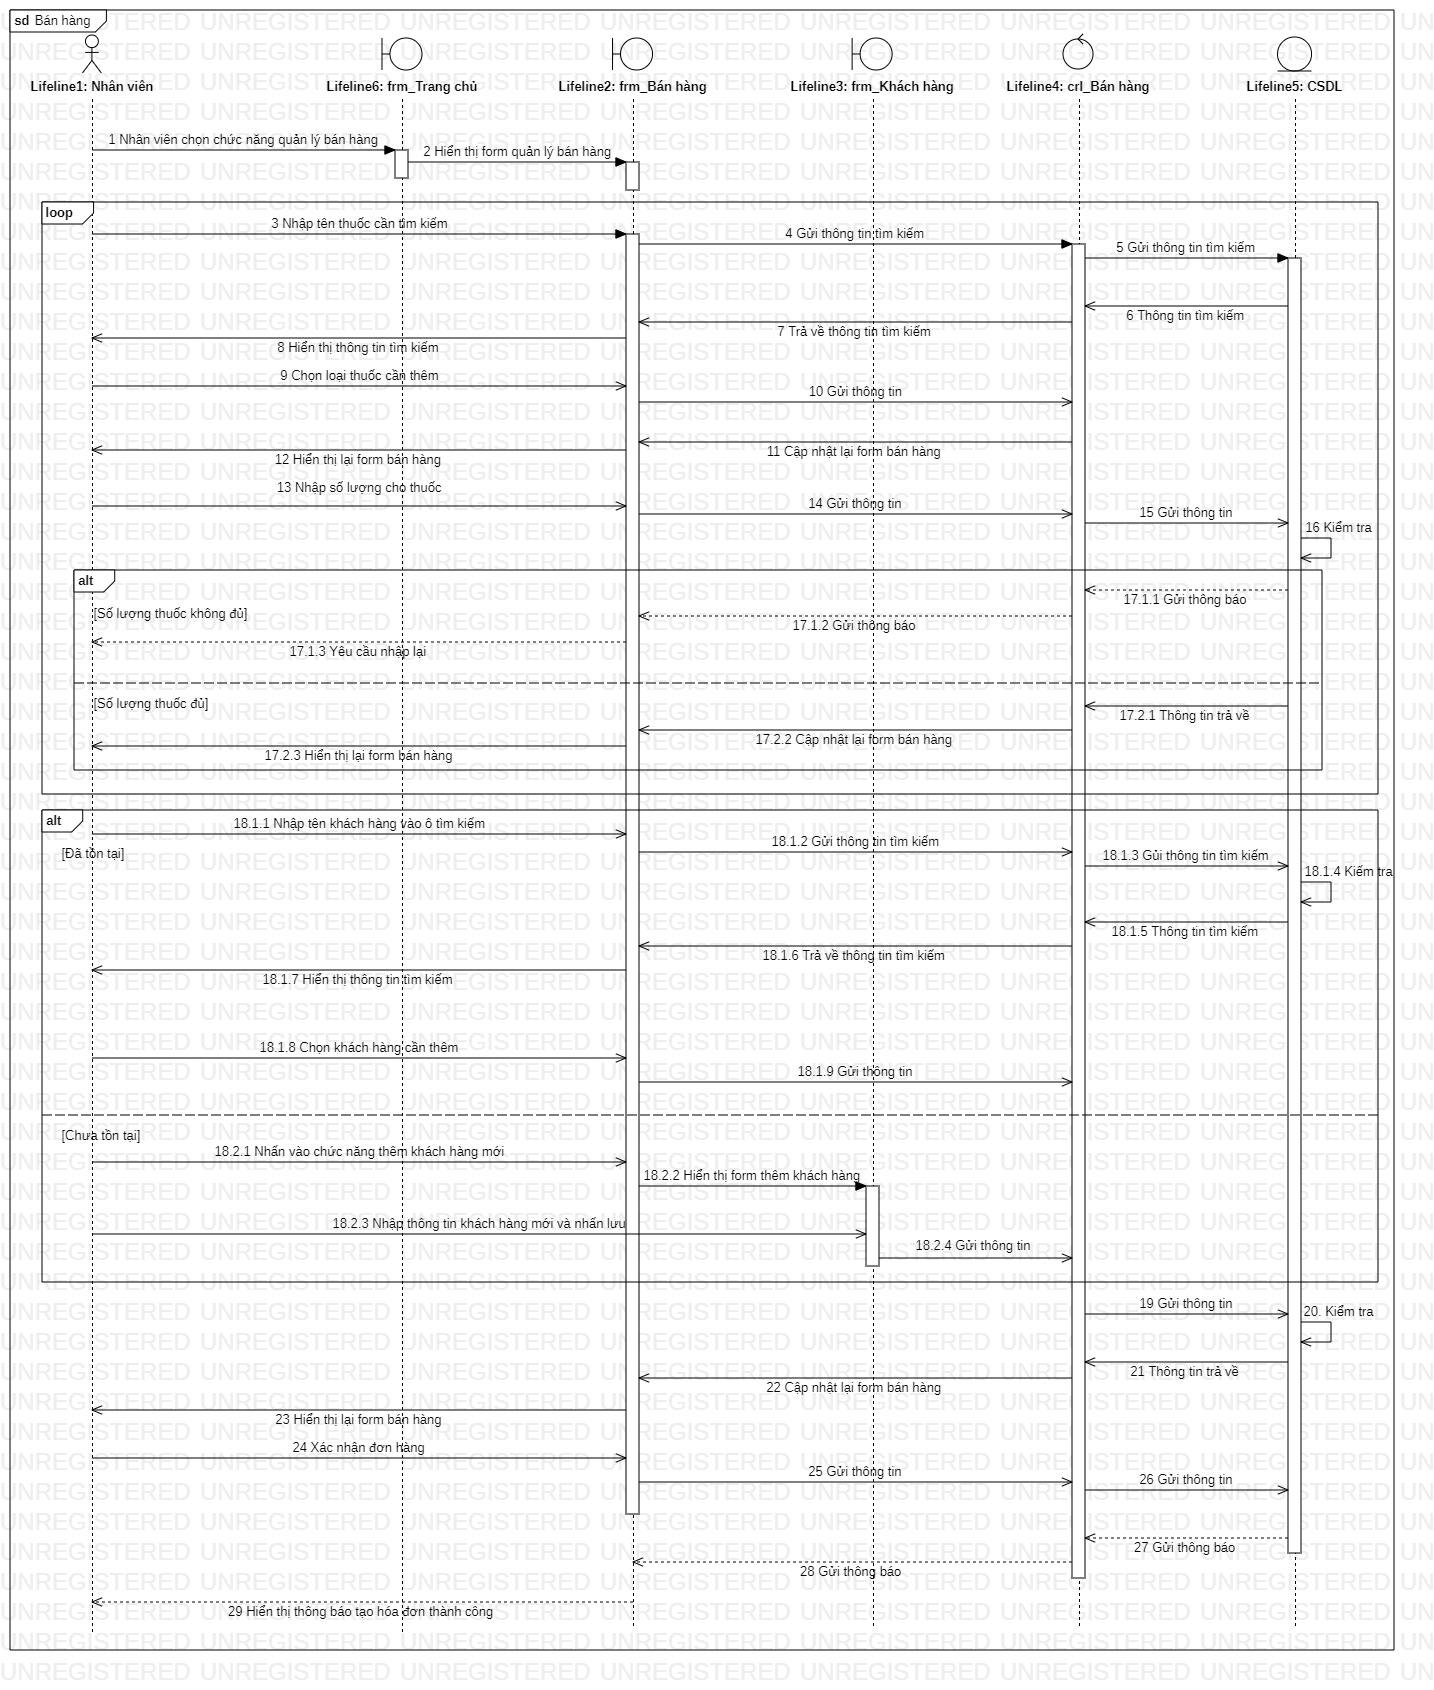 sd Bán hàng
Lifeline1: Nhân viên
Lifeline6: frm_Trang chủ
Lifeline2: frm_Bán hàng
Lifeline3: frm_Khách hàng
Lifeline4: crl_Bán hàng
Lifeline5: CSDL
1 Nhân viên chọn chức năng quản lý bán hàng
2 Hiển thị form quản lý bán hàng
loop
3 Nhập tên thuốc cần tìm kiếm
4 Gửi thông tin tìm kiếm
5 Gửi thông tin tìm kiếm
6 Thông tin tìm kiếm
7 Trả về thông tin tìm kiếm
8 Hiển thị thông tin tìm kiếm
9 Chọn loại thuốc cần thêm
10 Gửi thông tin
11 Cập nhật lại form bán hàng
12 Hiển thị lại form bán hàng
13 Nhập số lượng cho thuốc
14 Gửi thông tin
15 Gửi thông tin
16 Kiểm tra
alt
17.1.1 Gửi thông báo
[Số lượng thuốc không đủ]
17.1.2 Gửi thông báo
17.1.3 Yêu cầu nhập lại
[Số lượng thuốc đủ]
17.2.1 Thông tin trả về
17.2.2 Cập nhật lại form bán hàng
17.2.3 Hiển thị lại form bán hàng
alt
18.1.1 Nhập tên khách hàng vào ô tìm kiếm
18.1.2 Gửi thông tin tìm kiếm
[Đã tồn tại]
18.1.3 Gủi thông tin tìm kiếm
18.1.4 Kiểm tra
18.1.5 Thông tin tìm kiếm
18.1.6 Trả về thông tin tìm kiếm
18.1.7 Hiển thị thông tin tìm kiếm
18.1.8 Chọn khách hàng cần thêm
18.1.9 Gửi thông tin
[Chưa tồn tại]
18.2.1 Nhấn vào chức năng thêm khách hàng mới
18.2.2 Hiển thị form thêm khách hàng
18.2.3 Nhập thông tin khách hàng mới và nhấn lưu
18.2.4 Gửi thông tin
19 Gửi thông tin
20. Kiểm tra
21 Thông tin trả về
22 Cập nhật lại form bán hàng
23 Hiển thị lại form bán hàng
24 Xác nhận đơn hàng
25 Gửi thông tin
26 Gửi thông tin
27 Gửi thông báo
28 Gửi thông báo
29 Hiển thị thông báo tạo hóa đơn thành công
UNREGISTERED UNREGISTERED UNREGISTERED UNREGISTERED UNREGISTERED UNREGISTERED UNREGISTERED UN